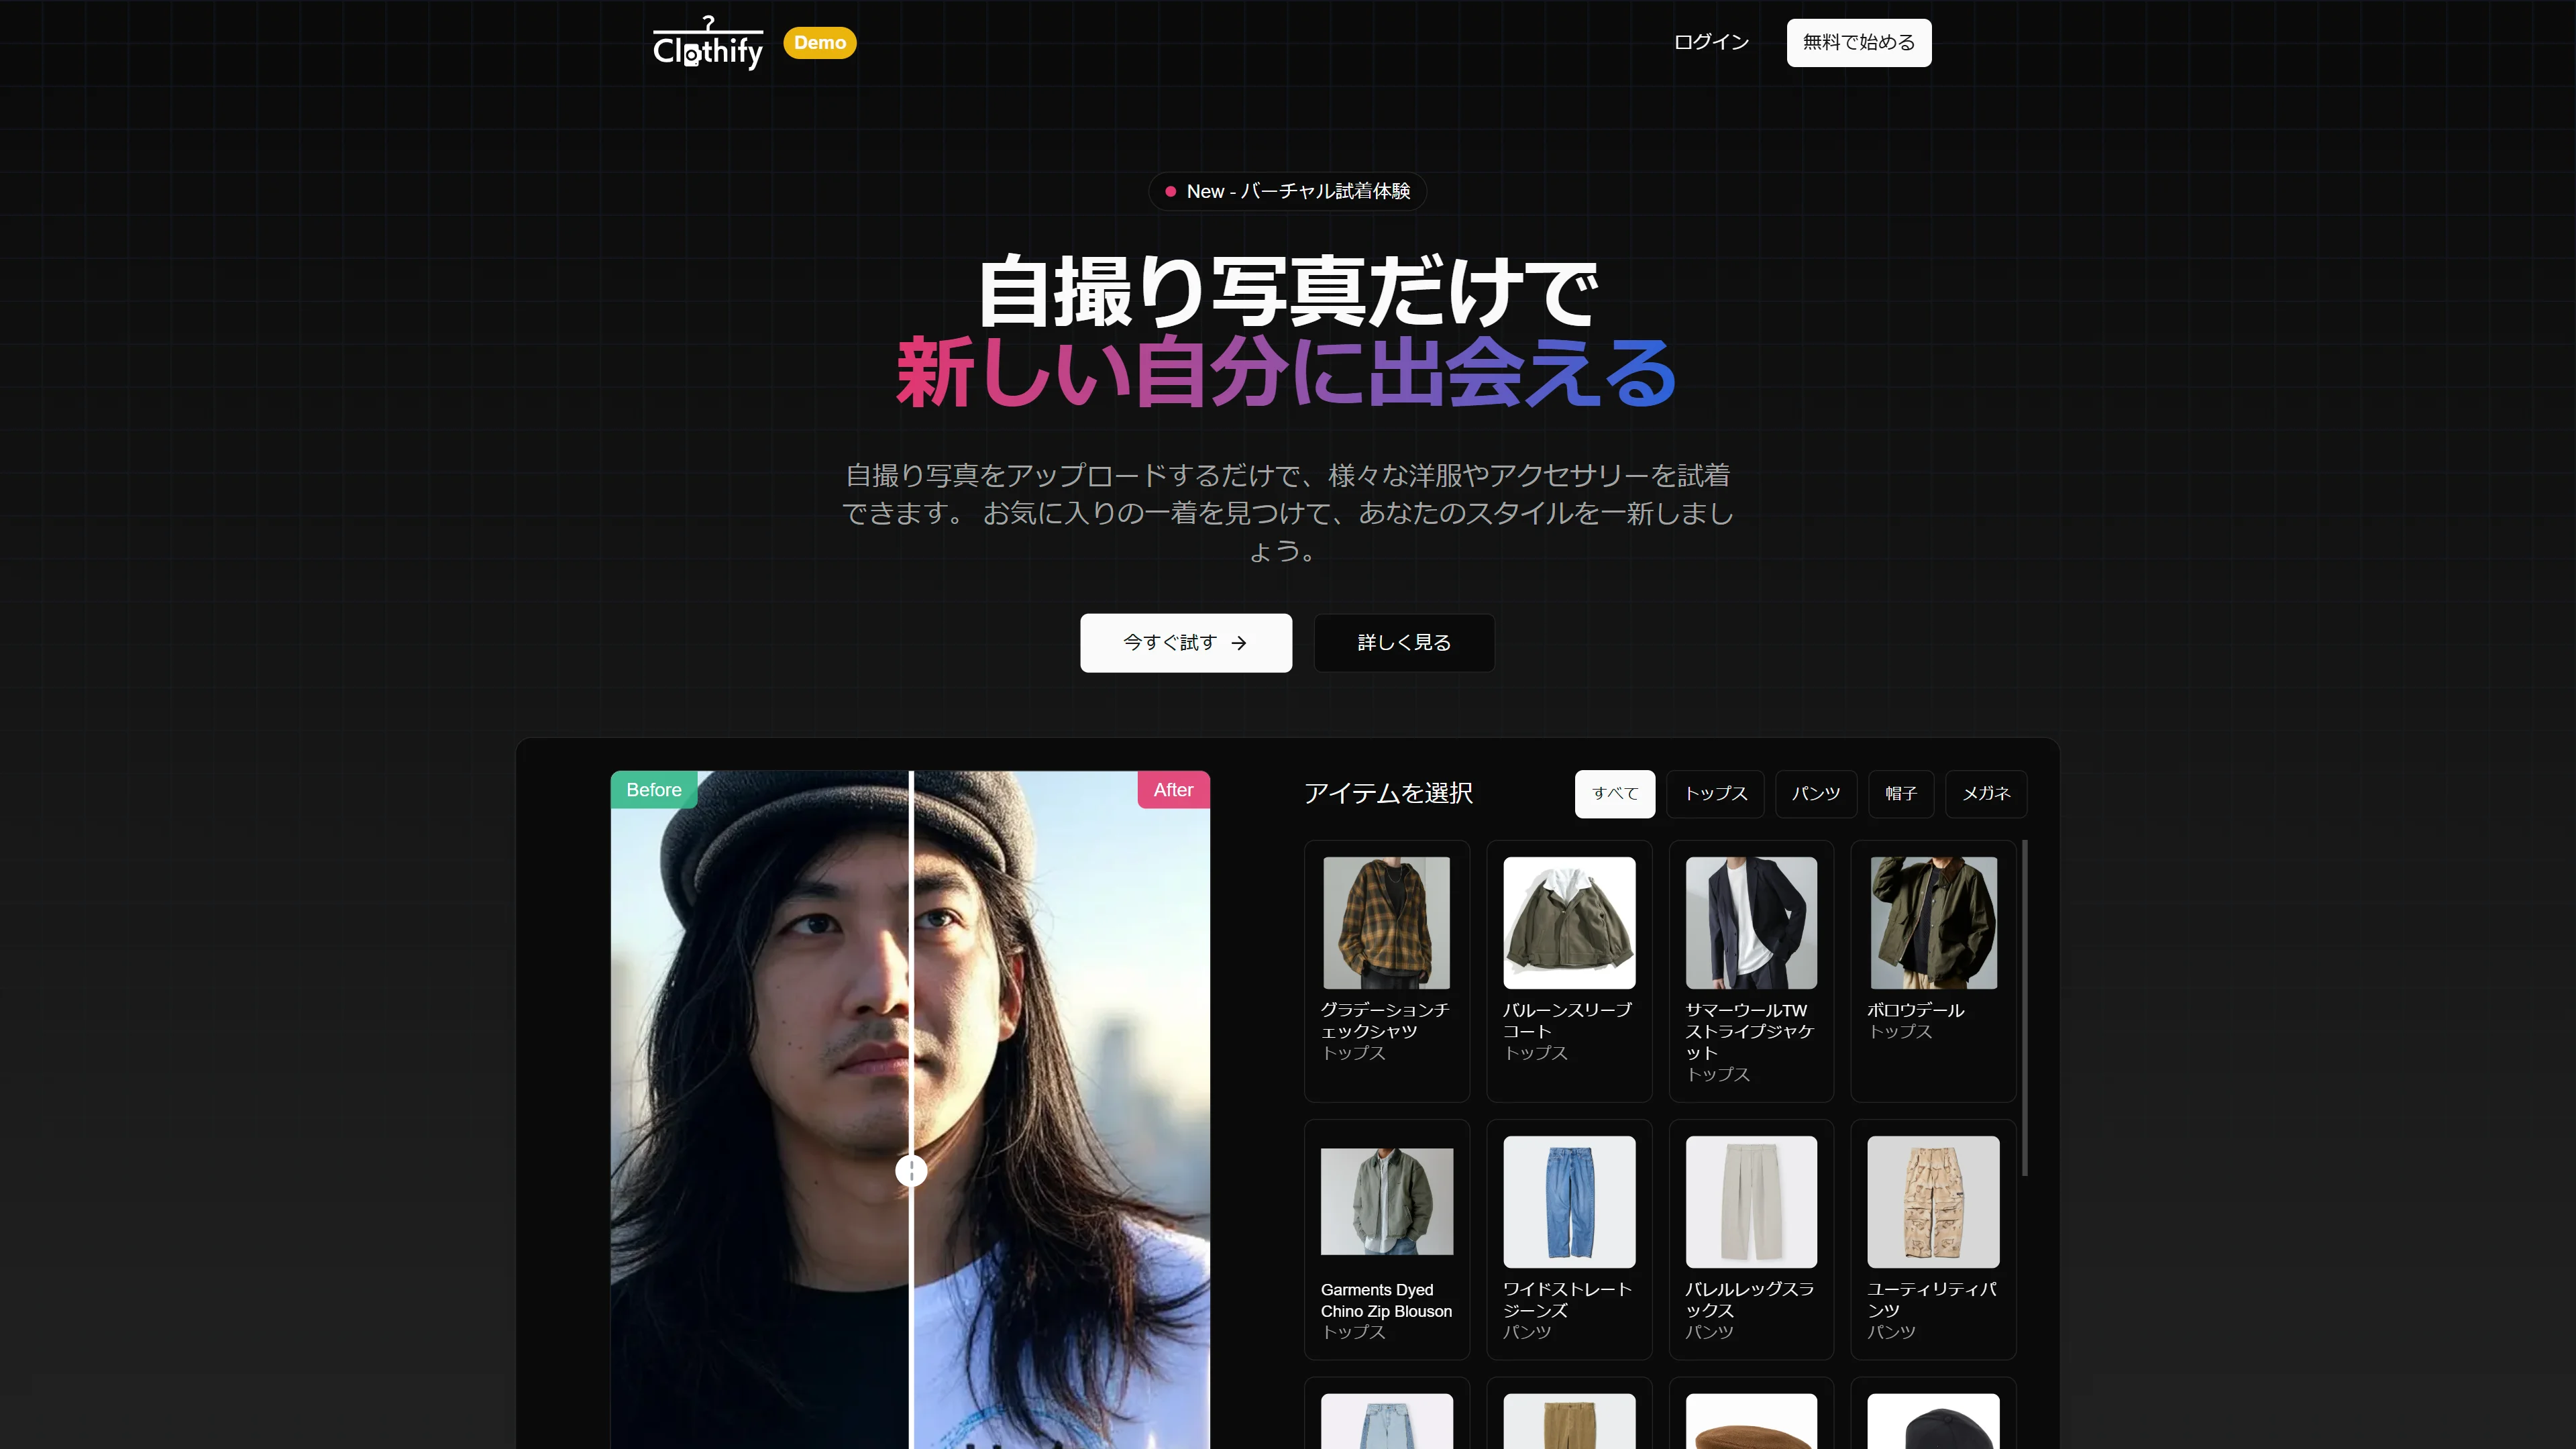 Clothify
Demo
ログイン
無料で始める
New - バーチャル試着体験
自撮り写真だけで
新しい自分に出会える
自撮り写真をアップロードするだけで、様々な洋服やアクセサリーを試着
できます。 お気に入りの一着を見つけて、あなたのスタイルを一新しまし
ょう。
今すぐ試す →
詳しく見る
Before
After
アイテムを選択
すべて
トップス
パンツ
帽子
メガネ
グラデーションチ
ェックシャツ
トップス
バルーンスリーブ
コート
トップス
サマーウールTW
ストライプジャケ
ット
トップス
ボロウデール
トップス
Garments Dyed
Chino Zip Blouson
トップス
ワイドストレート
ジーンズ
パンツ
バレルレッグスラ
ックス
パンツ
ユーティリティパ
ンツ
パンツ